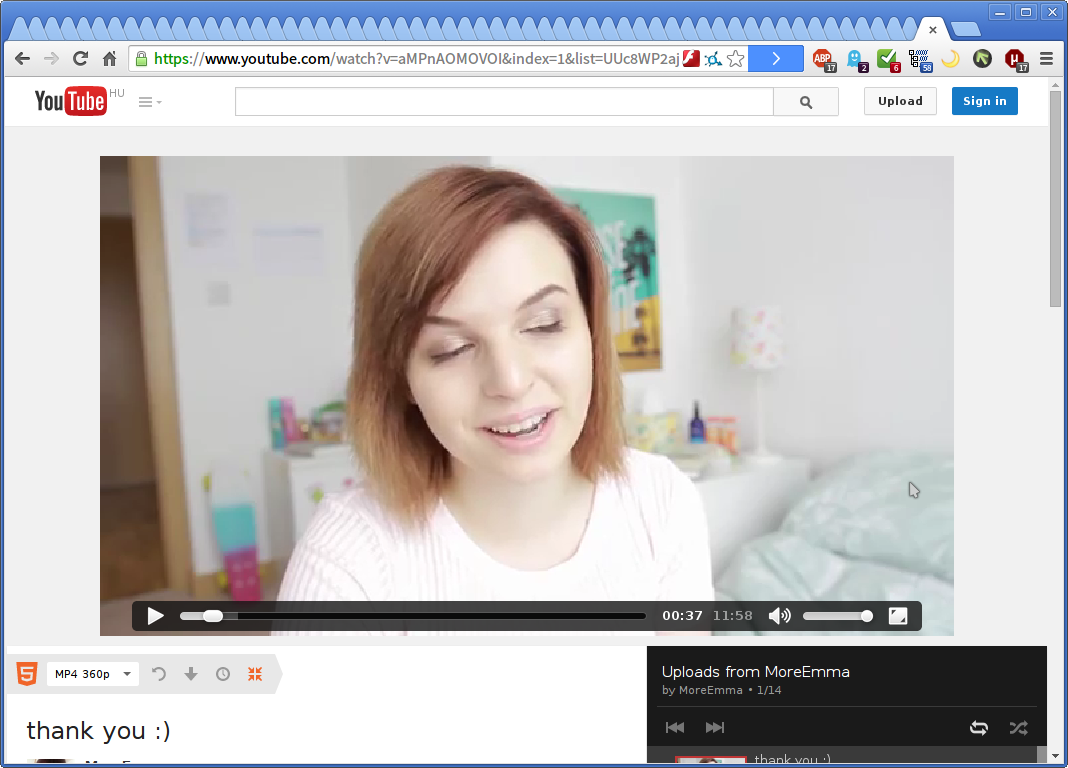 https://www.youtube.com/watch?v=aMPnAOMOVOI&index=1&list=UUc8WP2aj
ABP 17 2 6 58 µ 17
YouTube HU
Upload
Sign in
00:37 11:58
5 MP4 360p
Uploads from MoreEmma
by MoreEmma • 1/14
thank you :)
thank you :)